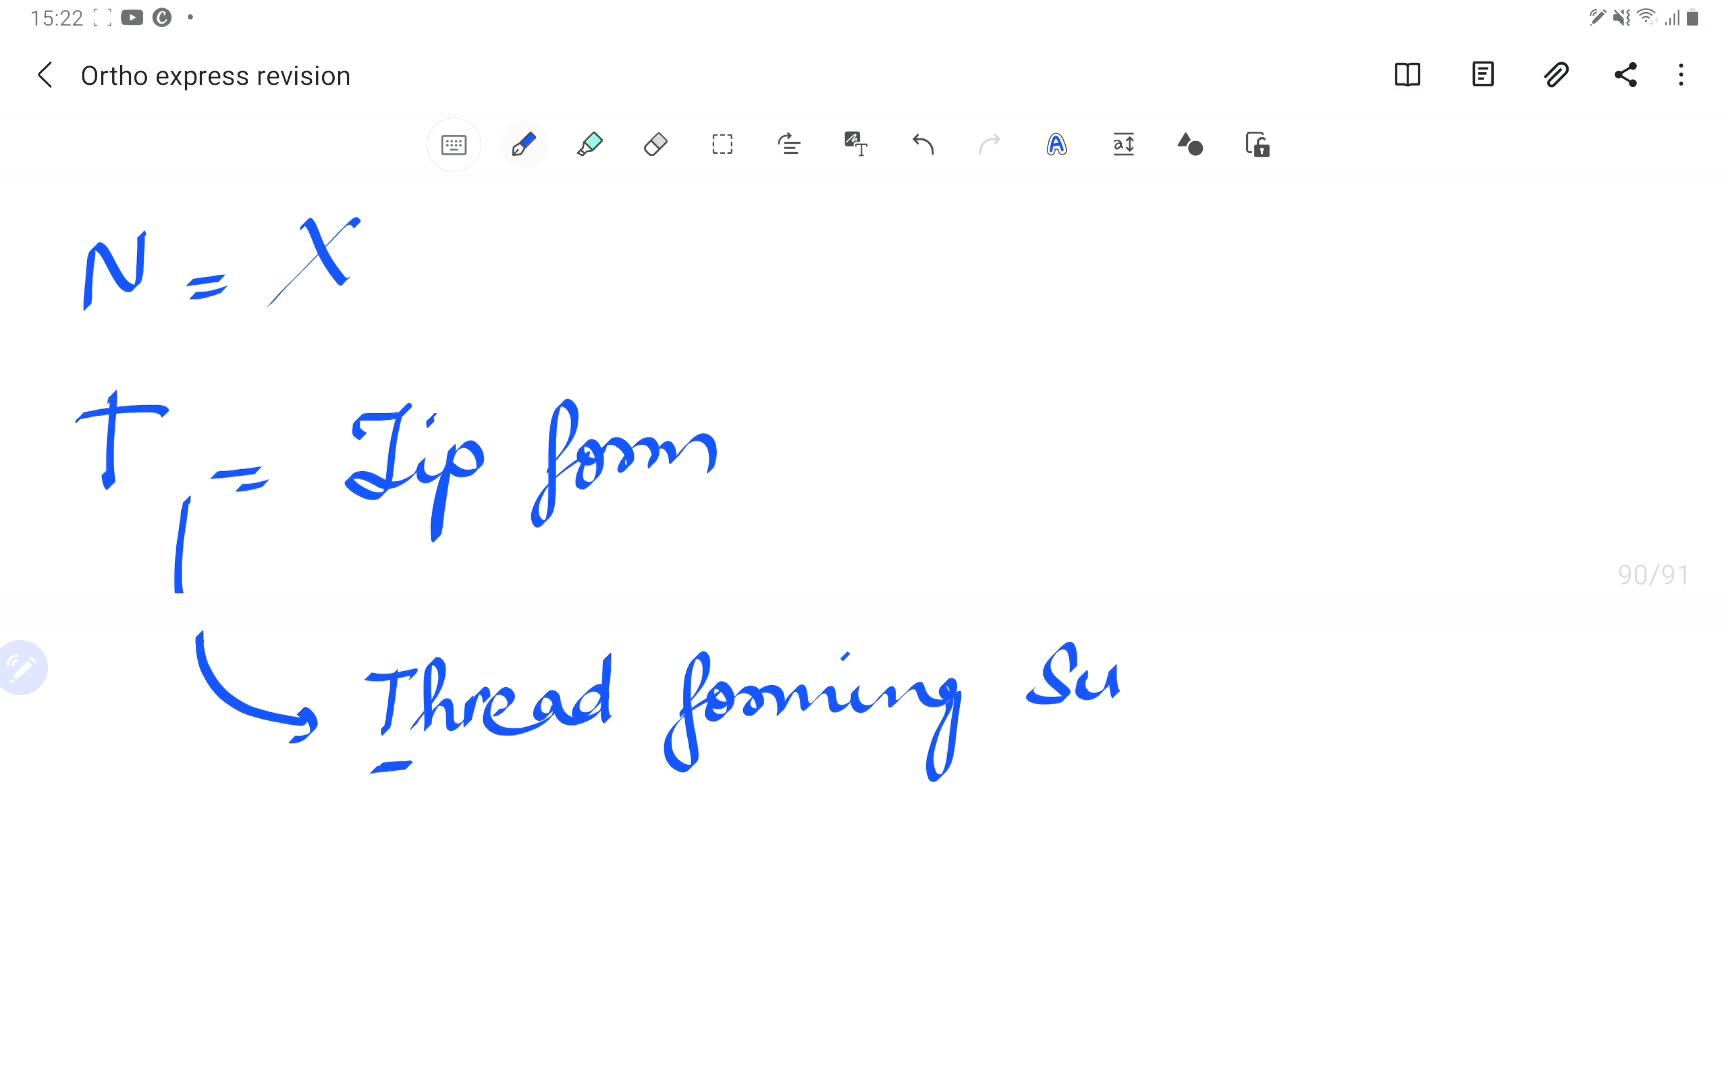 15:22
Ortho express revision
N = X
T = Tip form
90/91
Thread forming Su